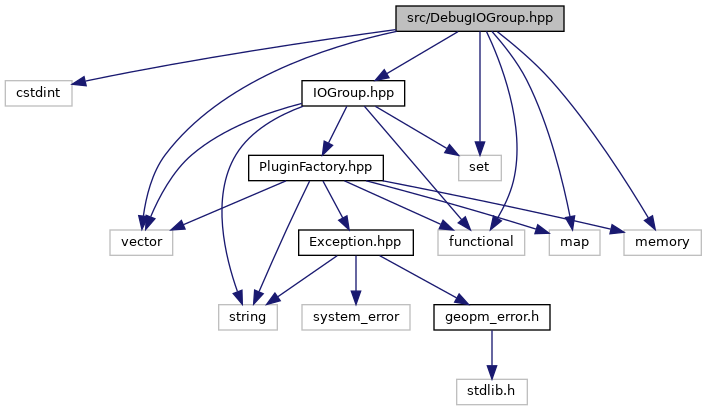 src/DebugIOGroup.hpp
cstdint
IOGroup.hpp
PluginFactory.hpp
set
vector
Exception.hpp
functional
map
memory
string
system_error
geopm_error.h
stdlib.h